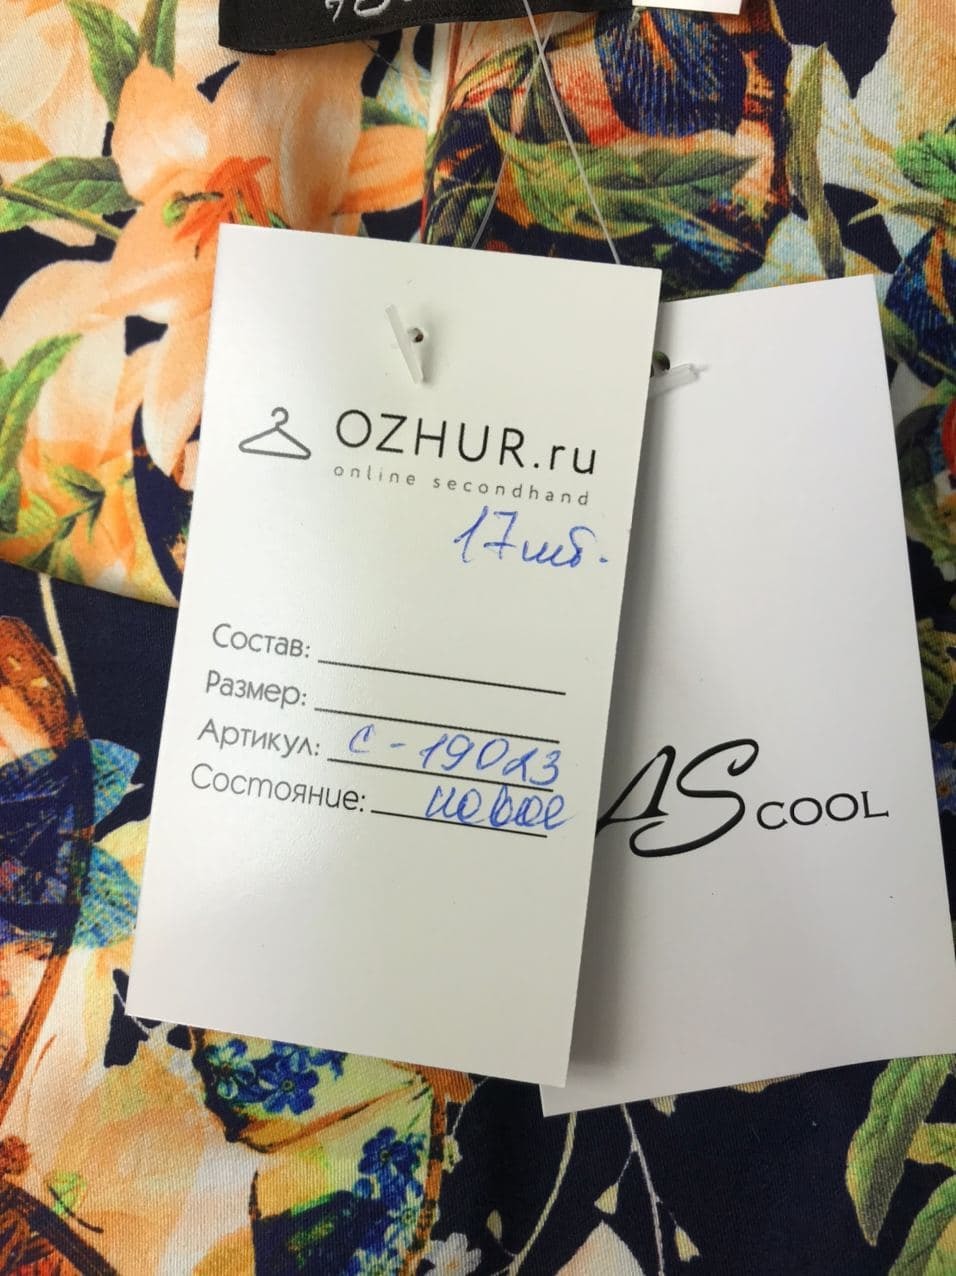 OZHUR.ru
online secondhand
17шт.
Состав:
Размер:
Артикул: С-19023
Состояние: новое
AS COOL